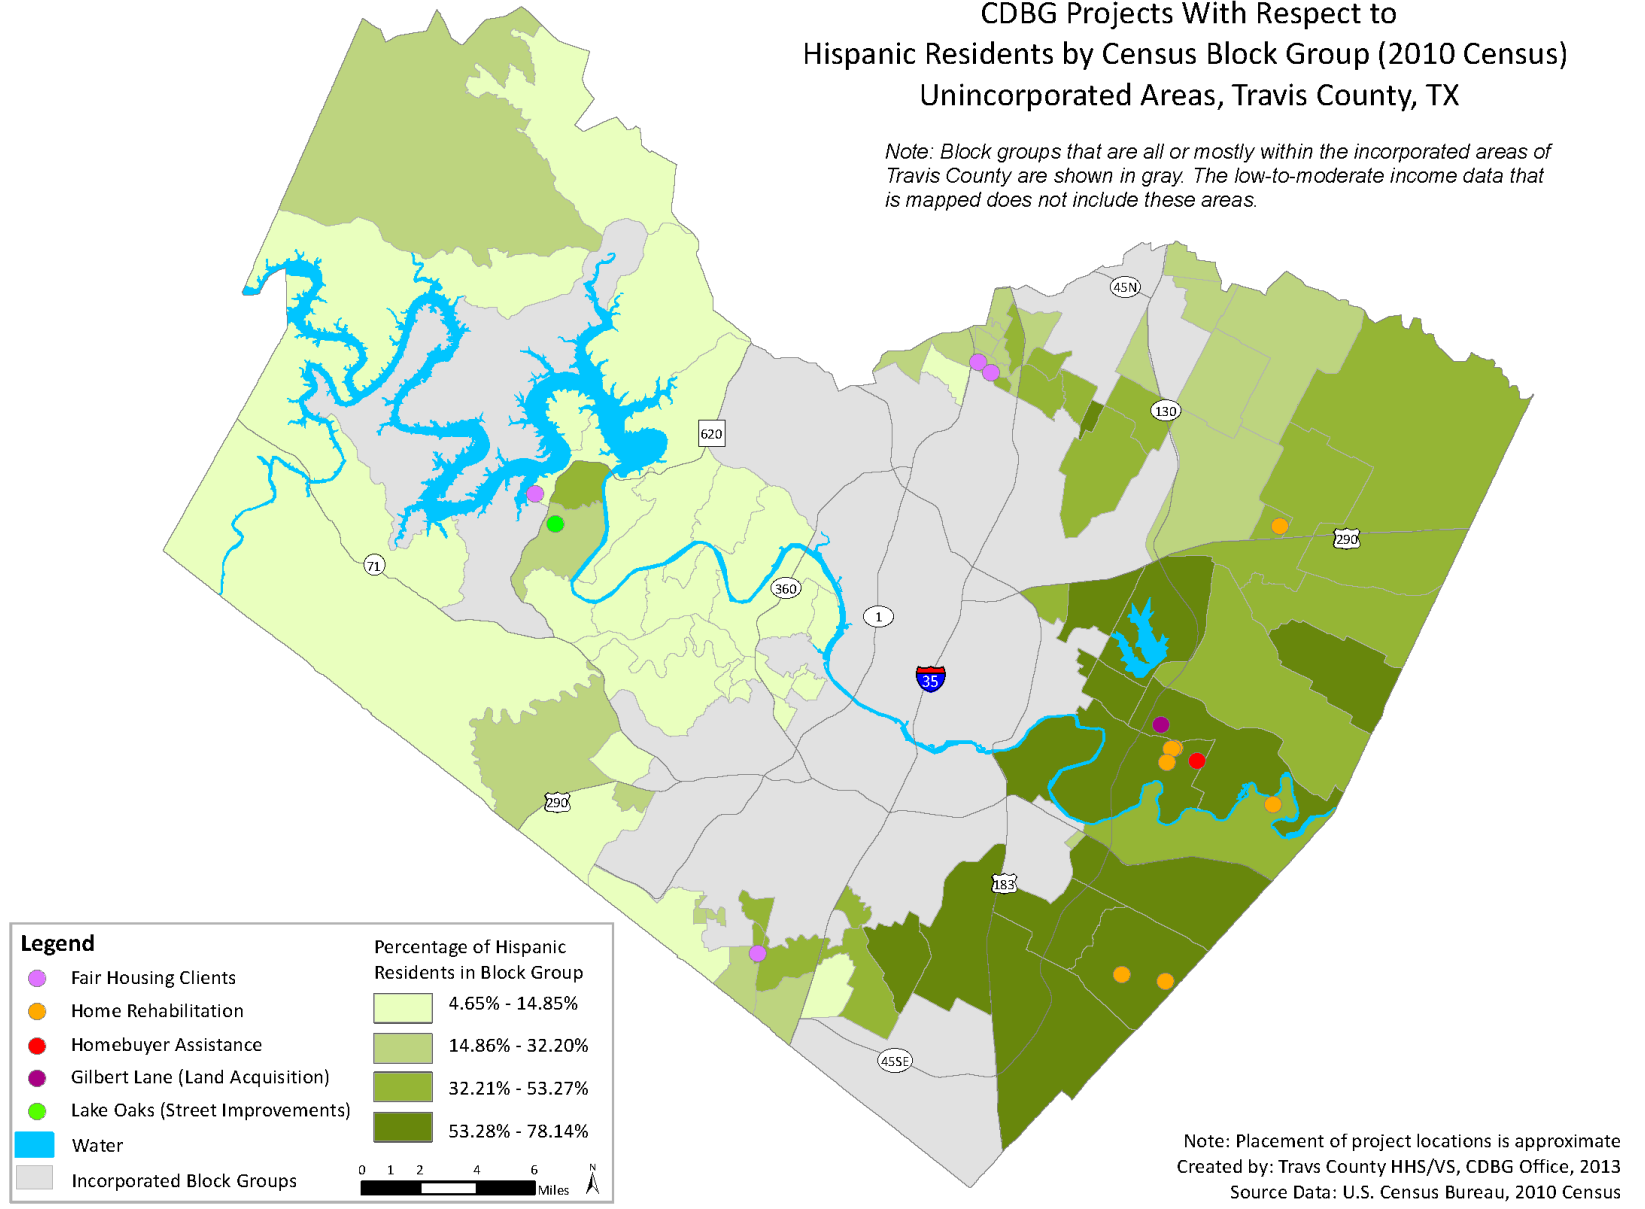 CDBG Projects With Respect to
Hispanic Residents by Census Block Group (2010 Census)
Unincorporated Areas, Travis County, TX
Note: Block groups that are all or mostly within the incorporated areas of
Travis County are shown in gray. The low-to-moderate income data that
is mapped does not include these areas.
45N
130
620
290
71
360
1
35
290
183
45SE
Legend
Fair Housing Clients
Home Rehabilitation
Homebuyer Assistance
Gilbert Lane (Land Acquisition)
Lake Oaks (Street Improvements)
Water
Incorporated Block Groups
Percentage of Hispanic
Residents in Block Group
4.65% - 14.85%
14.86% - 32.20%
32.21% - 53.27%
53.28% - 78.14%
0 1 2 4 6
Miles
N
Note: Placement of project locations is approximate
Created by: Travs County HHS/VS, CDBG Office, 2013
Source Data: U.S. Census Bureau, 2010 Census